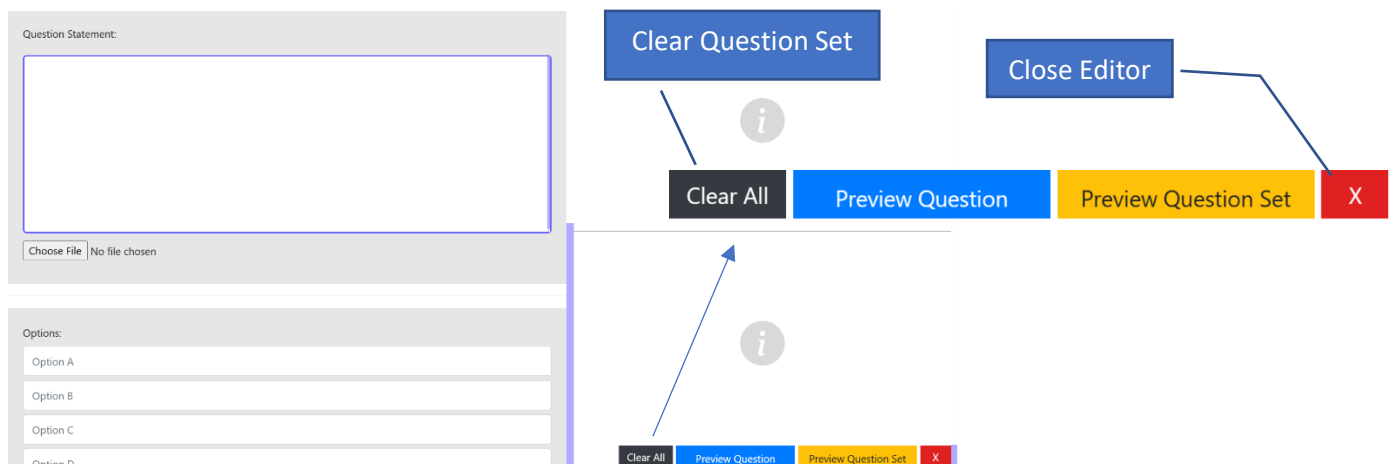 Question Statement:
Choose File No file chosen
Options:
Option A
Option B
Option C
Option D
Clear Question Set
Close Editor
i
Clear All Preview Question Preview Question Set X
i
Clear All Preview Question Preview Question Set X